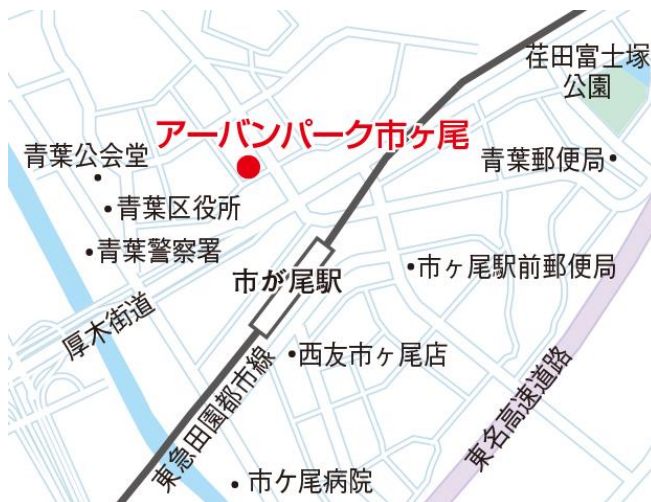 荏田富士塚
公園
アーバンパーク市ヶ尾
青葉公会堂
青葉郵便局
青葉区役所
青葉警察署
市が尾駅
市ヶ尾駅前郵便局
厚木街道
西友市ヶ尾店
東急田園都市線
東名高速道路
市ケ尾病院